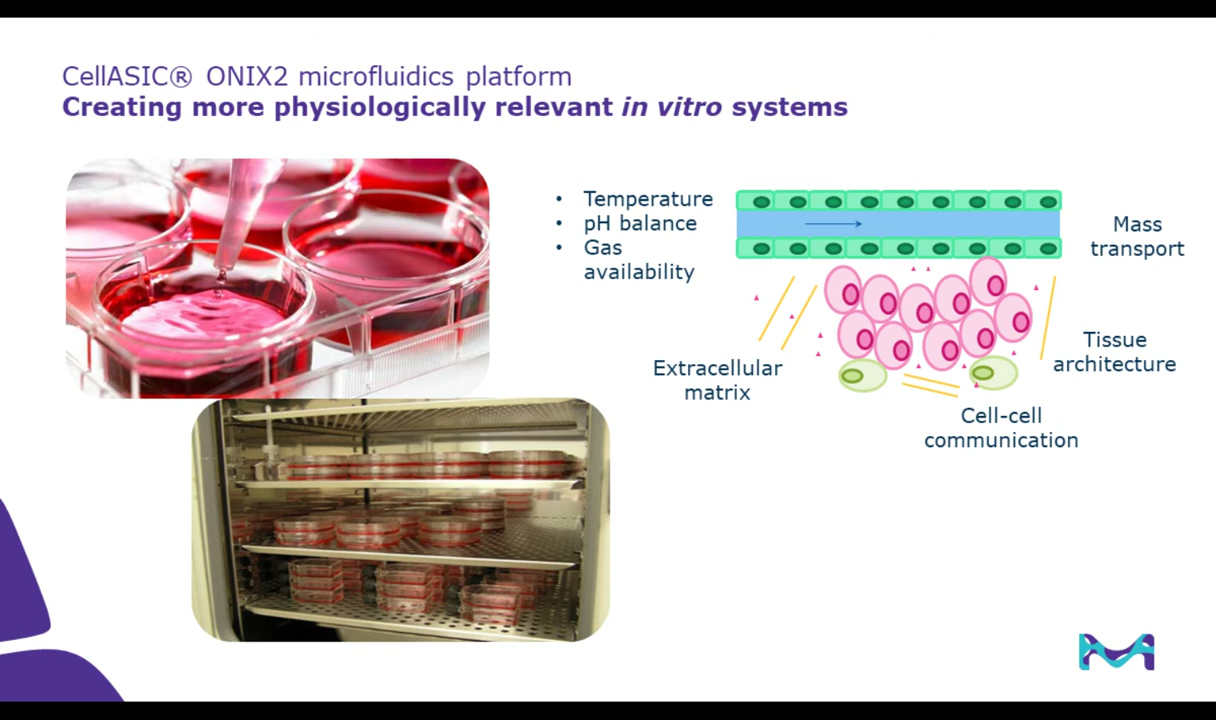 CellASIC® ONIX2 microfluidics platform
Creating more physiologically relevant in vitro systems
• Temperature
• pH balance
• Gas
availability
Mass
transport
Extracellular
matrix
Tissue
architecture
Cell-cell
communication